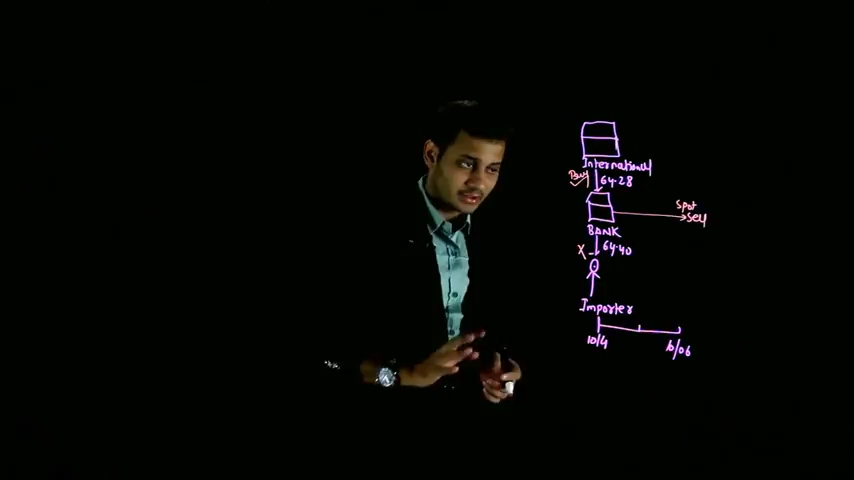 International
Buy
64.28
Spot
Sell
BANK
X
64.40
Importer
10/4
10/06